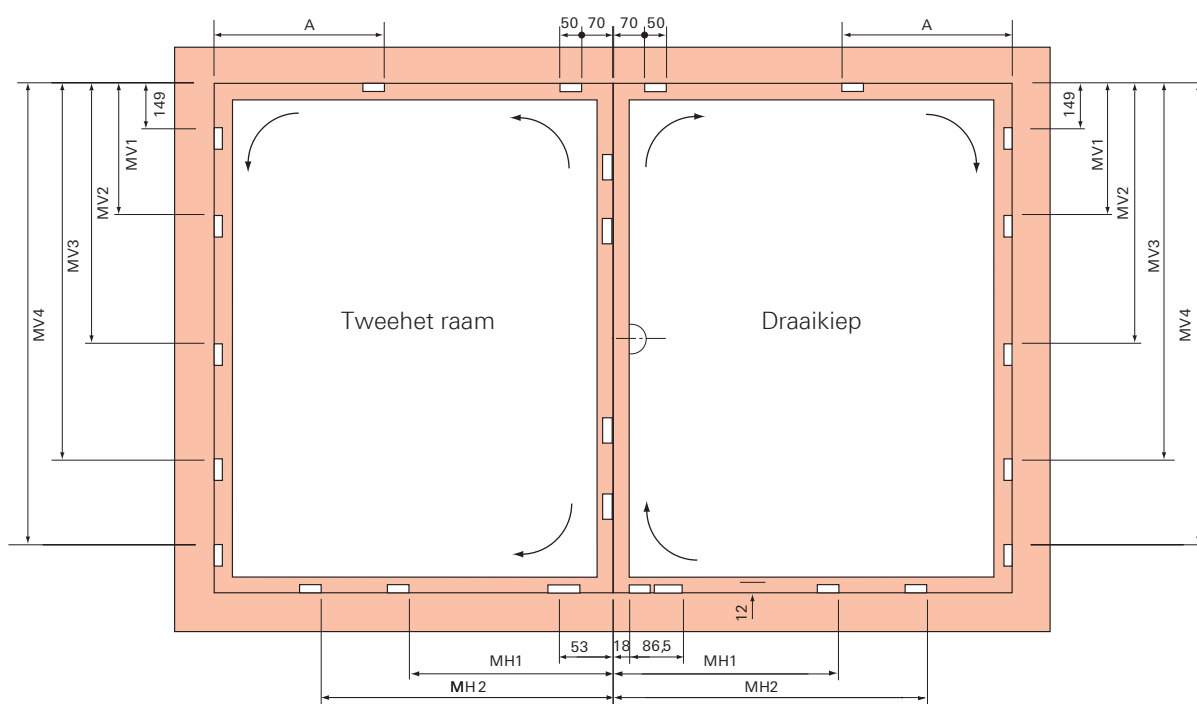 A
50
70
70
50
A
149
MV1
MV2
MV3
MV4
149
MV1
MV2
MV3
MV4
Tweehet raam
Draaikiep
12
53
18
86,5
MH1
MH1
MH2
MH2